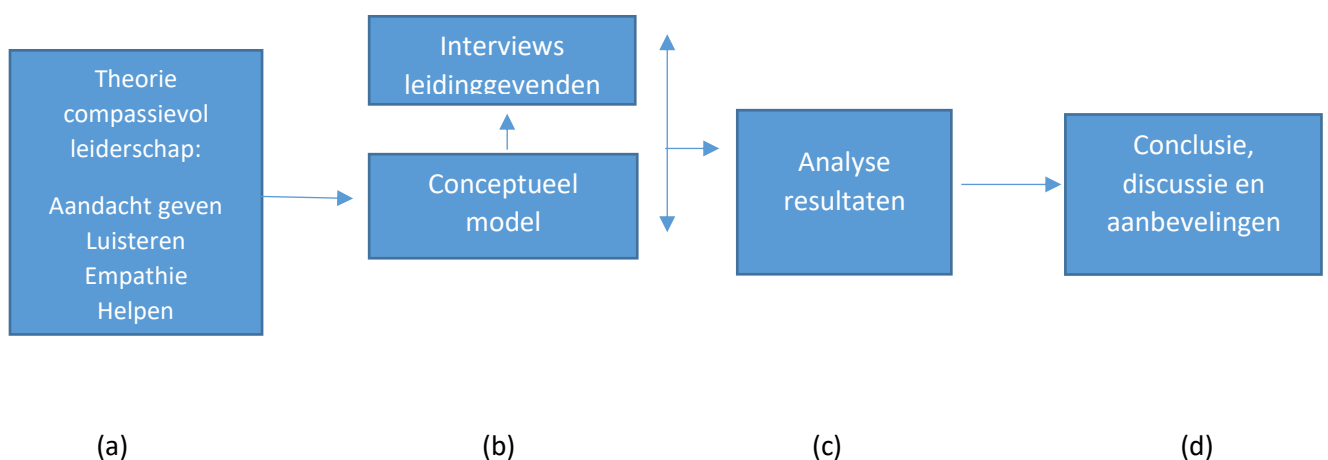 Theorie
compassievol
leiderschap:
Aandacht geven
Luisteren
Empathie
Helpen
Interviews
leidinggevenden
Conceptueel
model
Analyse
resultaten
Conclusie,
discussie en
aanbevelingen
(a)
(b)
(c)
(d)